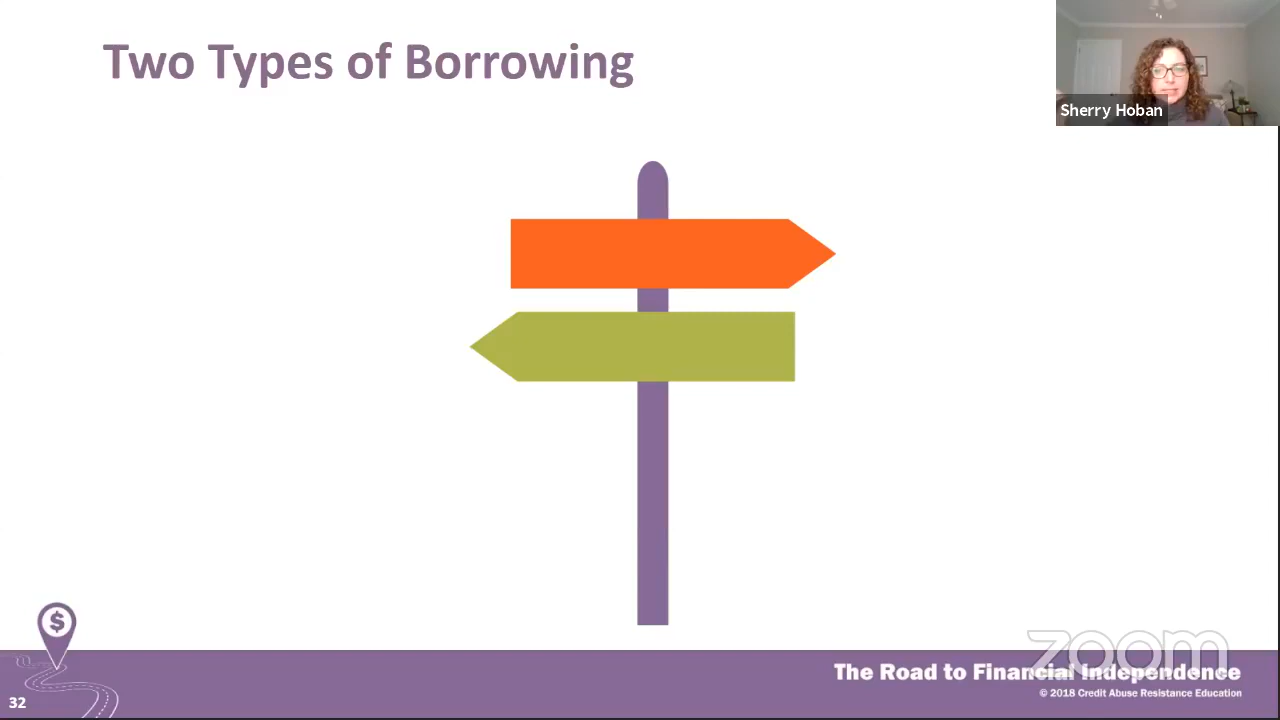 Two Types of Borrowing
Sherry Hoban
$
zoom
The Road to Financial Independence
© 2018 Credit Abuse Resistance Education
32